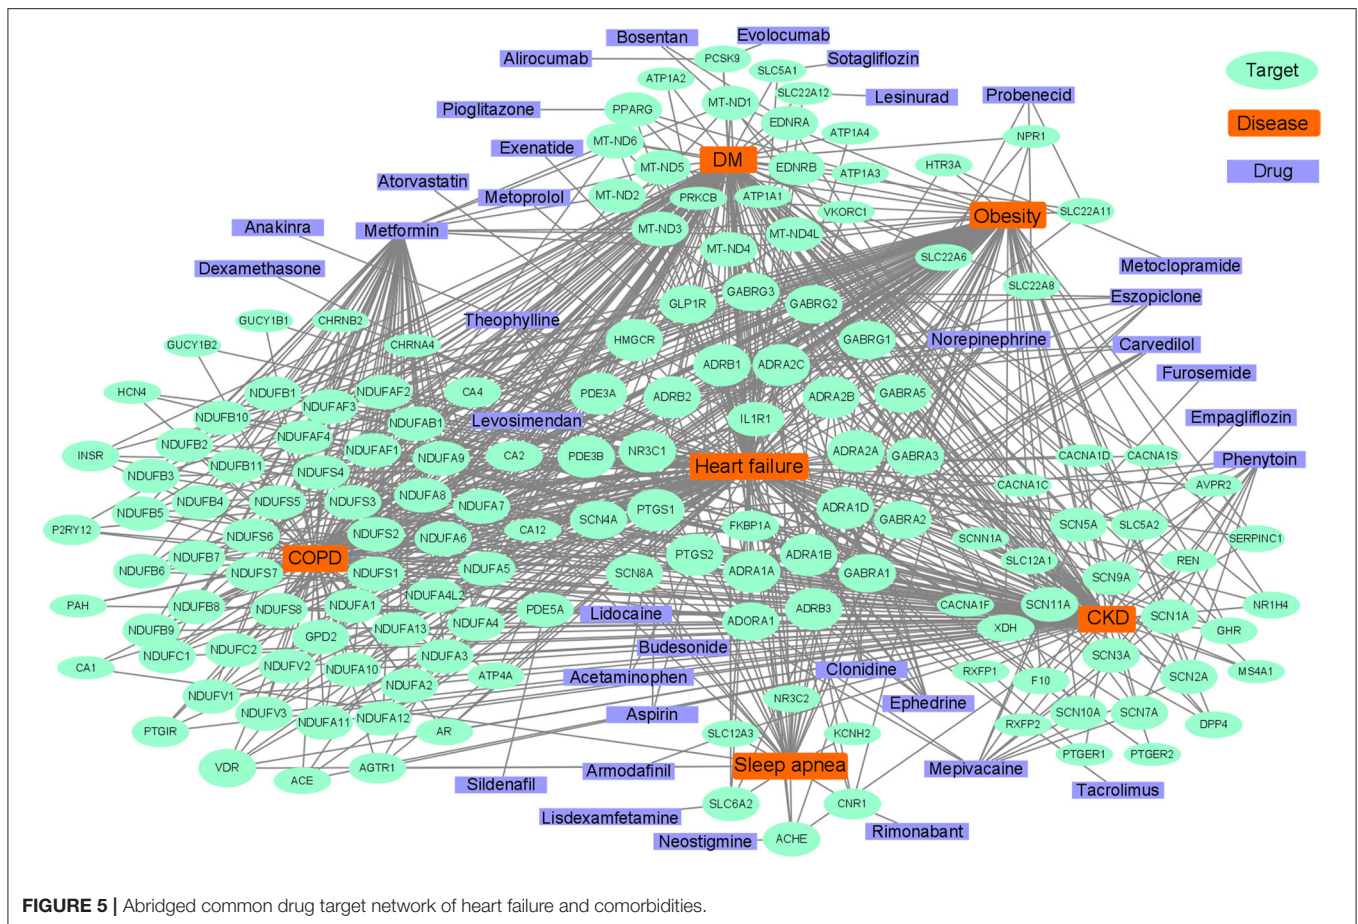 Bosentan
Evolocumab
Alirocumab
PCSK9
Sotagliflozin
SLC5A1
ATP1A2
Target
SLC22A12
Lesinurad
Probenecid
Pioglitazone
PPARG
MT-ND1
EDNRA
ATP1A4
NPR1
Disease
MT-ND6
Exenatide
DM
HTR3A
MT-ND5
EDNRB
ATP1A3
Drug
Atorvastatin
Metoprolol
MT-ND2
PRKCB
ATP1A1
VKORC1
Obesity
SLC22A11
Anakinra
Metformin
MT-ND3
MT-ND4L
MT-ND4
SLC22A6
Metoclopramide
Dexamethasone
SLC22A8
GABRG3
GLP1R
GABRG2
Eszopiclone
GUCY1B1
CHRNB2
Theophylline
HMGCR
GABRG1
Norepinephrine
GUCY1B2
CHRNA4
Carvedilol
ADRB1
ADRA2C
Furosemide
HCN4
NDUFB1
NDUFAF2
CA4
PDE3A
ADRB2
ADRA2B
GABRA5
NDUFAF3
NDUFB10
IL1R1
Levosimendan
NDUFAB1
Empagliflozin
NDUFB2
NDUFAF4
INSR
NDUFAF1
NDUFA9
CA2
PDE3B
NR3C1
ADRA2A
GABRA3
CACNA1D
CACNA1S
Phenytoin
NDUFB11
Heart failure
NDUFB3
NDUFS4
CACNA1C
AVPR2
NDUFB4
NDUFS5
NDUFS3
NDUFA8
NDUFA7
PTGS1
ADRA1D
NDUFB5
P2RY12
SCN4A
CA12
FKBP1A
GABRA2
SCN5A
SLC5A2
NDUFS6
NDUFS2
NDUFA6
SCNN1A
SERPINC1
NDUFB7
COPD
PTGS2
ADRA1B
SLC12A1
REN
NDUFB6
NDUFS7
NDUFS1
NDUFA5
SCN8A
ADRA1A
GABRA1
SCN9A
PAH
NDUFB8
NDUFS8
NDUFA1
NDUFA4L2
PDE5A
Lidocaine
ADRB3
CACNA1F
SCN11A
NR1H4
NDUFB9
GPD2
NDUFA13
NDUFA4
ADORA1
XDH
CKD
SCN1A
GHR
NDUFC1
NDUFC2
NDUFA3
Budesonide
SCN3A
CA1
NDUFV2
NDUFA10
ATP4A
Acetaminophen
Clonidine
RXFP1
F10
SCN2A
MS4A1
NDUFV1
NDUFA2
NR3C2
Ephedrine
NDUFV3
NDUFA11
NDUFA12
Aspirin
SCN10A
SCN7A
PTGIR
AR
SLC12A3
KCNH2
RXFP2
DPP4
VDR
ACE
AGTR1
Armodafinil
Sleep apnea
Mepivacaine
PTGER1
PTGER2
Sildenafil
Tacrolimus
Lisdexamfetamine
SLC6A2
CNR1
Neostigmine
ACHE
Rimonabant
FIGURE 5 | Abridged common drug target network of heart failure and comorbidities.